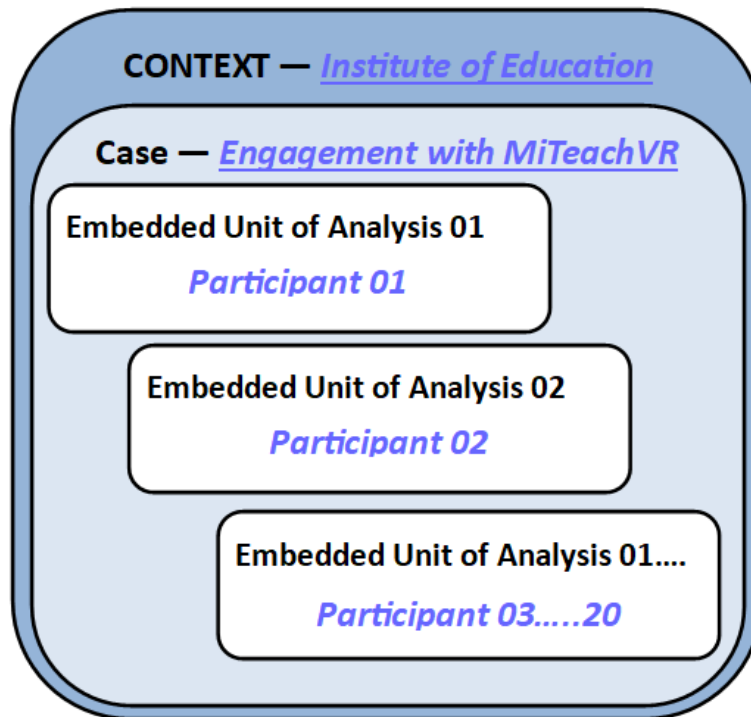 CONTEXT — Institute of Education
Case — Engagement with MiTeachVR
Embedded Unit of Analysis 01
Participant 01
Embedded Unit of Analysis 02
Participant 02
Embedded Unit of Analysis 01....
Participant 03.....20